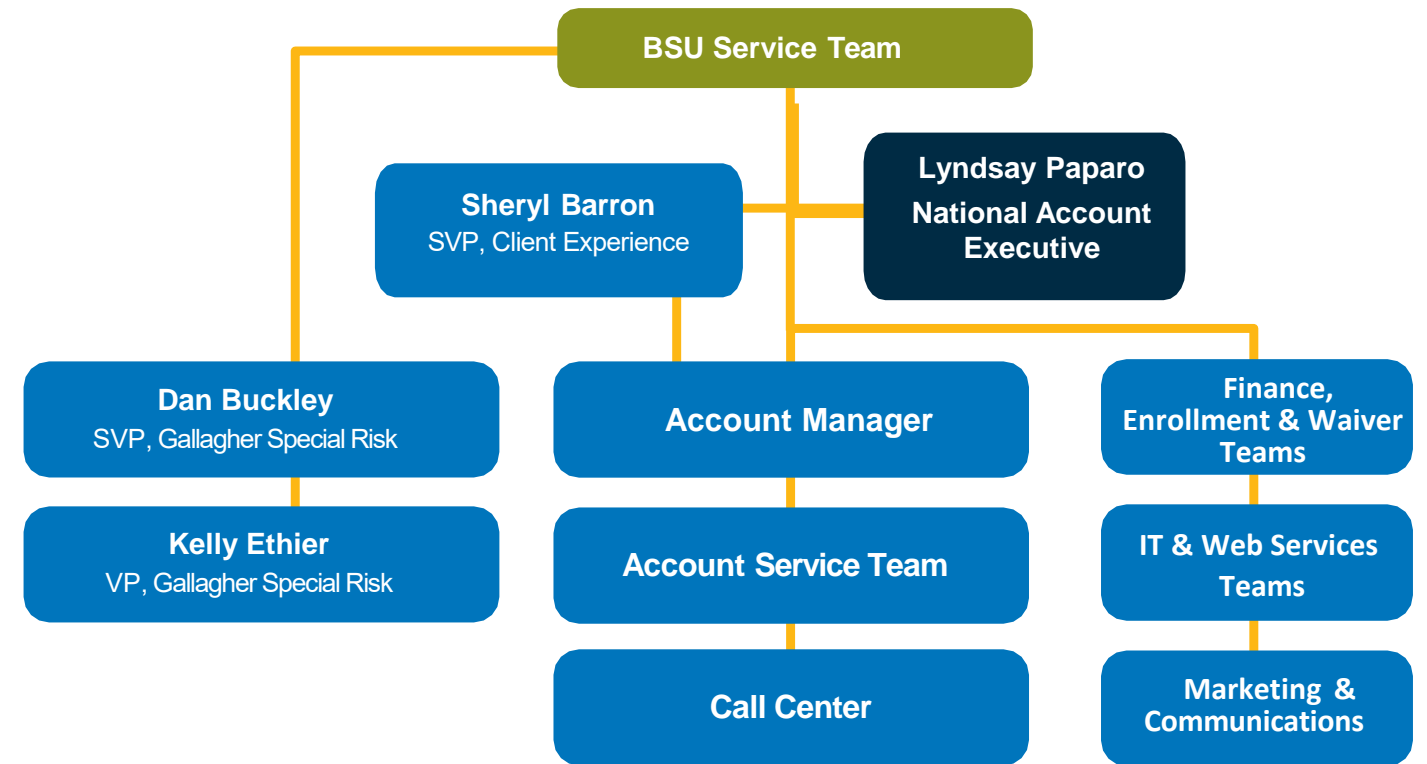 BSU Service Team
Lyndsay Paparo
National Account
Executive
Sheryl Barron
SVP, Client Experience
Dan Buckley
SVP, Gallagher Special Risk
Account Manager
Finance,
Enrollment & Waiver
Teams
Kelly Ethier
VP, Gallagher Special Risk
Account Service Team
IT & Web Services
Teams
Call Center
Marketing &
Communications